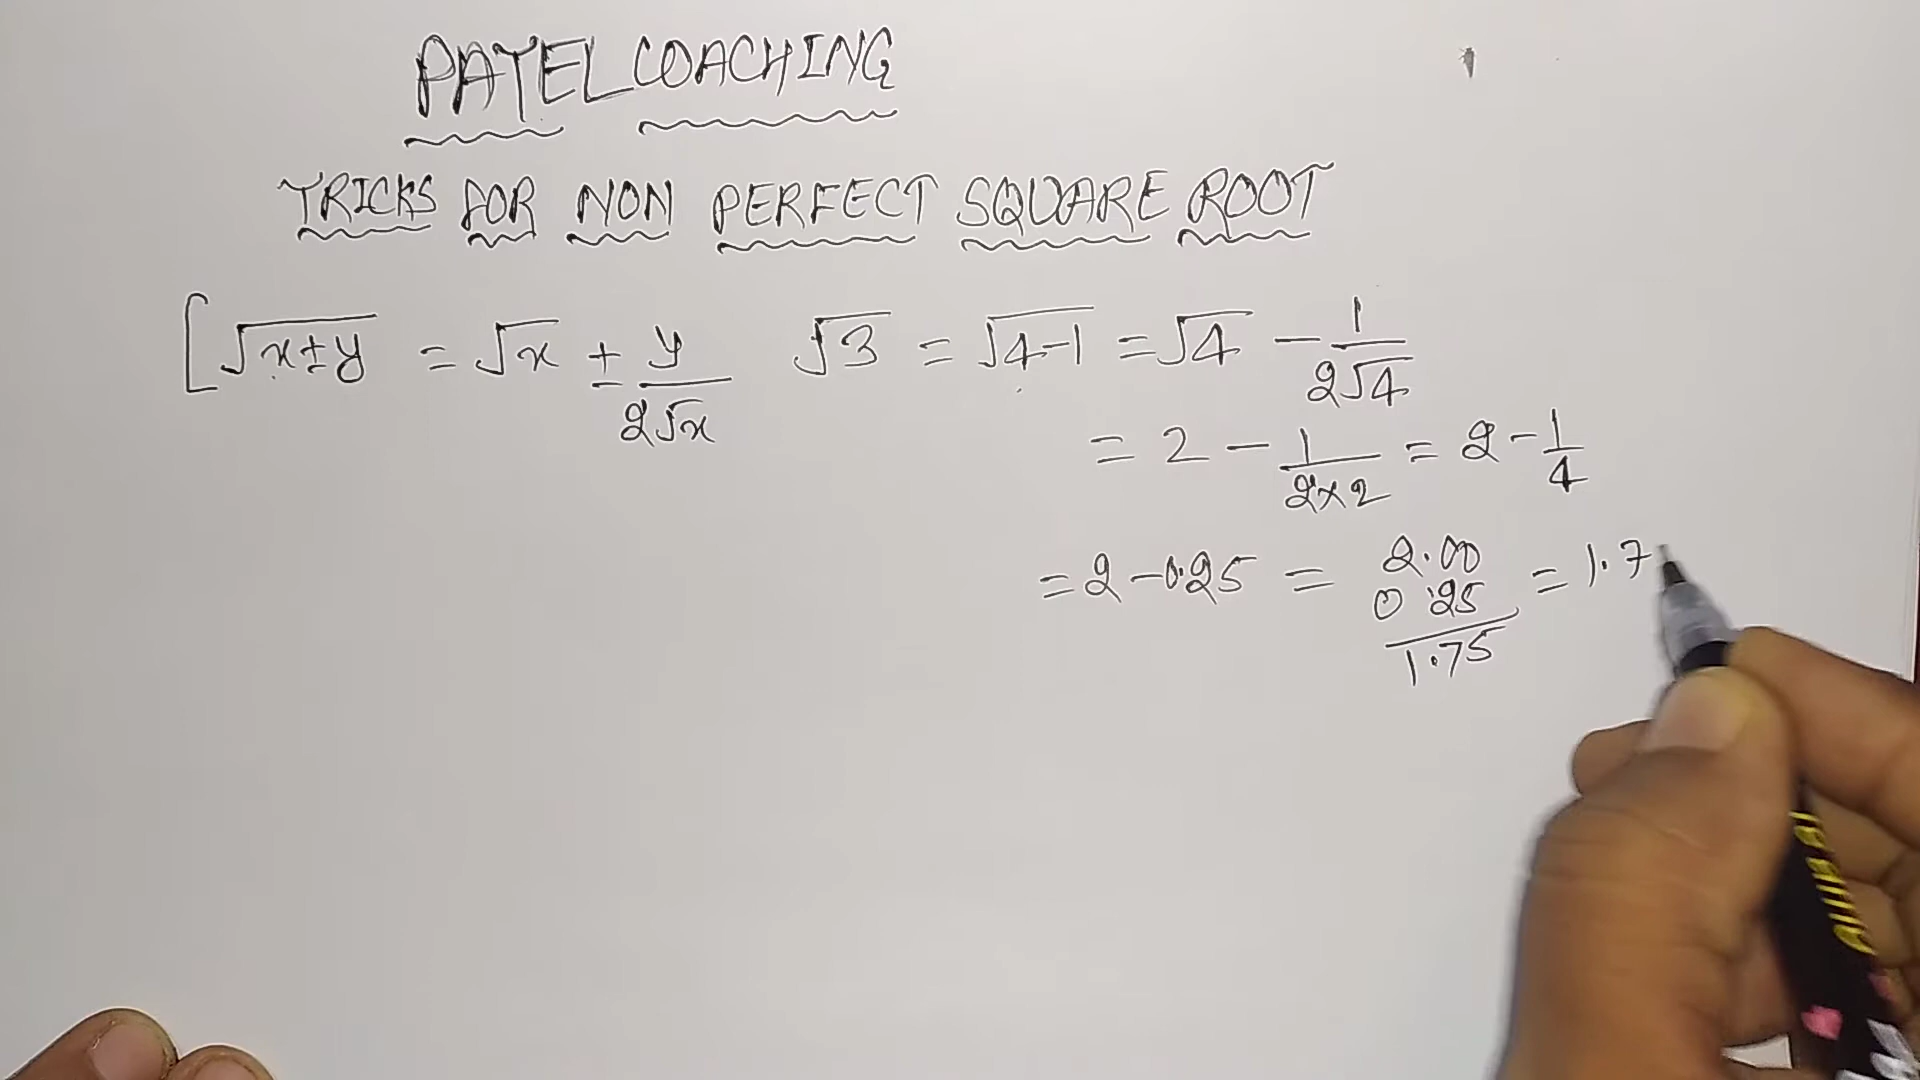 PATEL COACHING
TRICKS FOR NON PERFECT SQUARE ROOT
[√(x±y) = √x ± y/(2√x) √3 = √(4-1) = √4 - 1/(2√4)
= 2 - 1/(2×2) = 2 - 1/4
= 2 - 0.25 = 2.00 = 1.7
0.25
1.75